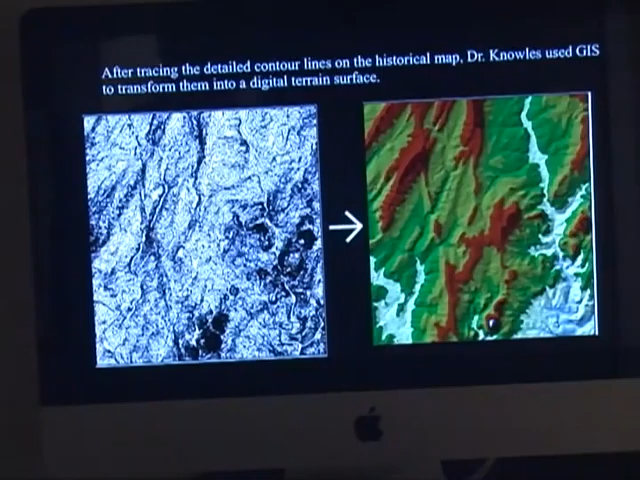 After tracing the detailed contour lines on the historical map, Dr. Knowles used GIS
to transform them into a digital terrain surface.